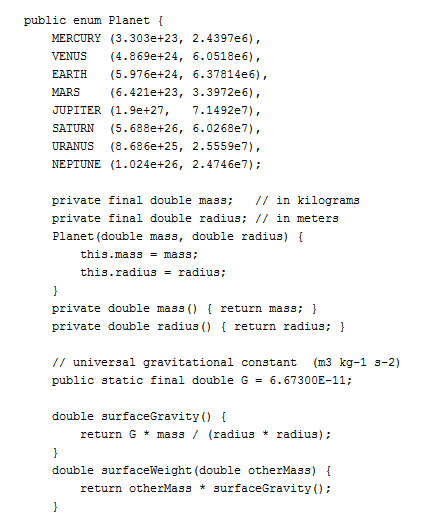 public enum Planet {
    MERCURY (3.303e+23, 2.4397e6),
    VENUS   (4.869e+24, 6.0518e6),
    EARTH   (5.976e+24, 6.37814e6),
    MARS    (6.421e+23, 3.3972e6),
    JUPITER (1.9e+27,   7.1492e7),
    SATURN  (5.688e+26, 6.0268e7),
    URANUS  (8.686e+25, 2.5559e7),
    NEPTUNE (1.024e+26, 2.4746e7);

    private final double mass;   // in kilograms
    private final double radius; // in meters
    Planet(double mass, double radius) {
        this.mass = mass;
        this.radius = radius;
    }
    private double mass() { return mass; }
    private double radius() { return radius; }

    // universal gravitational constant  (m3 kg-1 s-2)
    public static final double G = 6.67300E-11;

    double surfaceGravity() {
        return G * mass / (radius * radius);
    }
    double surfaceWeight(double otherMass) {
        return otherMass * surfaceGravity();
    }